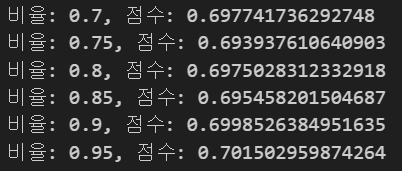 비율: 0.7, 점수: 0.697741736292748
비율: 0.75, 점수: 0.693937610640903
비율: 0.8, 점수: 0.6975028312332918
비율: 0.85, 점수: 0.695458201504687
비율: 0.9, 점수: 0.6998526384951635
비율: 0.95, 점수: 0.701502959874264